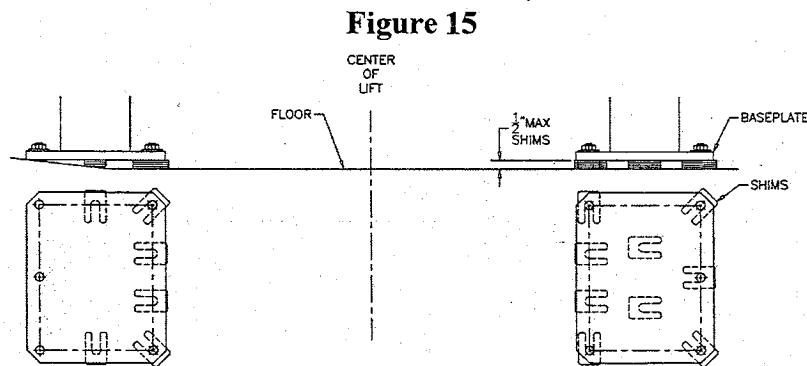 Figure 15
CENTER
OF
LIFT
FLOOR
1/2" MAX
SHIMS
BASEPLATE
SHIMS